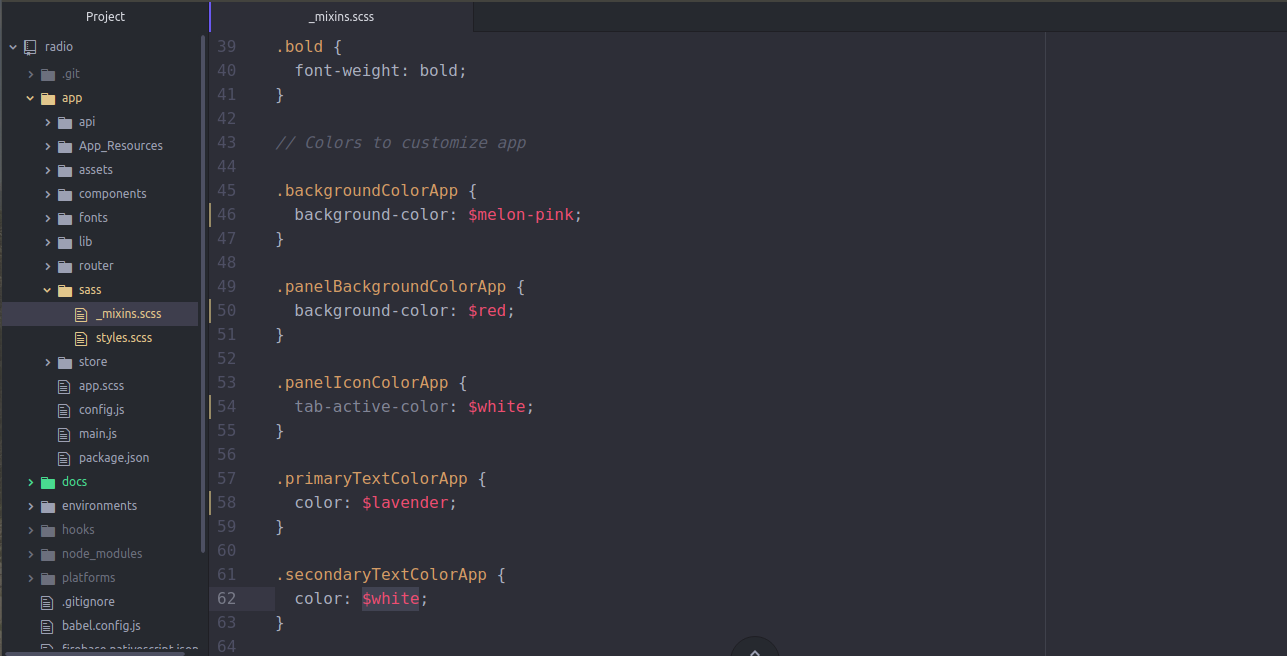 Project
radio
.git
app
api
App_Resources
assets
components
fonts
lib
router
sass
_mixins.scss
styles.scss
store
app.scss
config.js
main.js
package.json
docs
environments
hooks
node_modules
platforms
.gitignore
babel.config.js
firebase.nativescript.json
_mixins.scss
39 .bold {
40 font-weight: bold;
41 }
42
43 // Colors to customize app
44
45 .backgroundColorApp {
46 background-color: $melon-pink;
47 }
48
49 .panelBackgroundColorApp {
50 background-color: $red;
51 }
52
53 .panelIconColorApp {
54 tab-active-color: $white;
55 }
56
57 .primaryTextColorApp {
58 color: $lavender;
59 }
60
61 .secondaryTextColorApp {
62 color: $white;
63 }
64